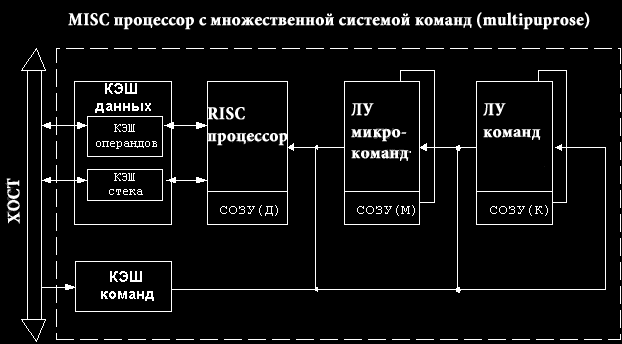 MISC процессор с множественной системой команд (multipuprose)
ХОСТ
КЭШ
данных
КЭШ
операндов
КЭШ
стека
RISC
процессор
СОЗУ(Д)
ЛУ
микро-
команд
СОЗУ(М)
ЛУ
команд
СОЗУ(К)
КЭШ
команд